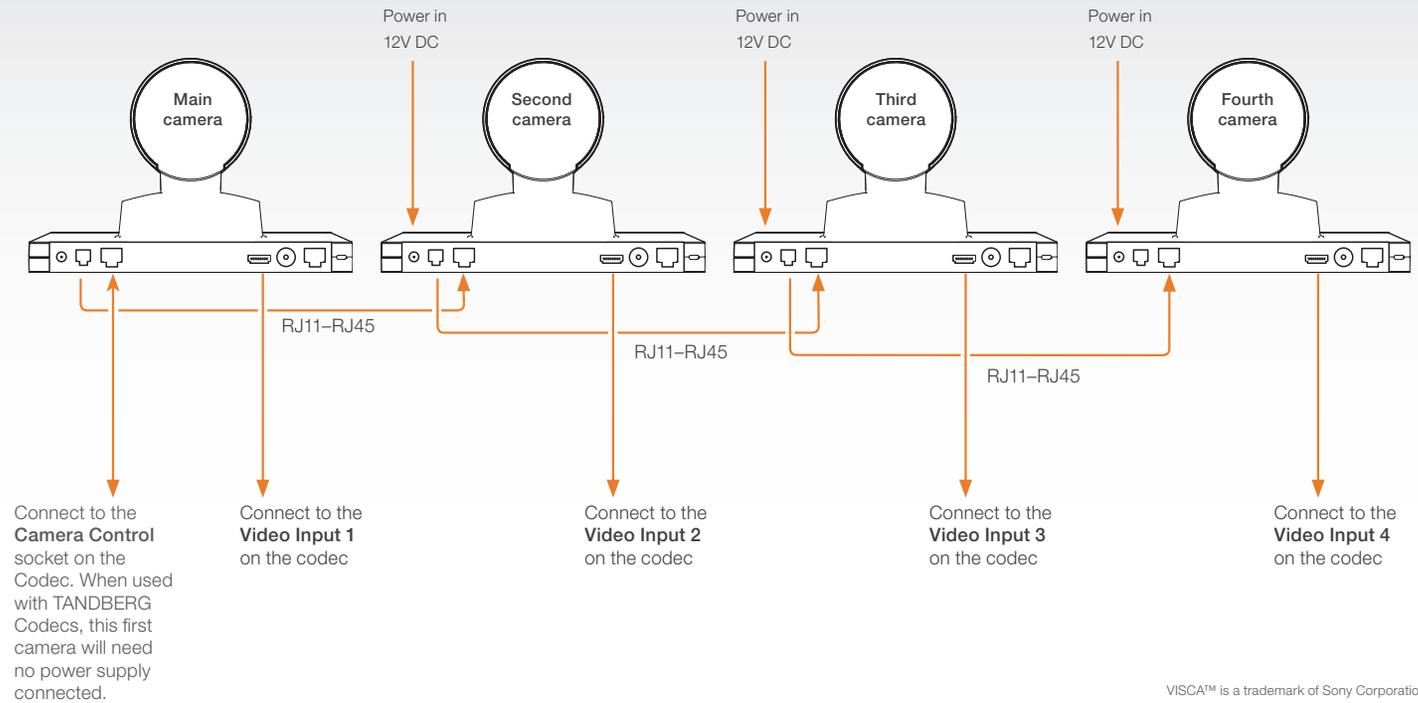 Power in
12V DC
Power in
12V DC
Power in
12V DC
Main
camera
Second
camera
Third
camera
Fourth
camera
RJ11–RJ45
RJ11–RJ45
RJ11–RJ45
Connect to the
Camera Control
socket on the
Codec. When used
with TANDBERG
Codecs, this first
camera will need
no power supply
connected.
Connect to the
Video Input 1
on the codec
Connect to the
Video Input 2
on the codec
Connect to the
Video Input 3
on the codec
Connect to the
Video Input 4
on the codec
VISCA™ is a trademark of Sony Corporatio